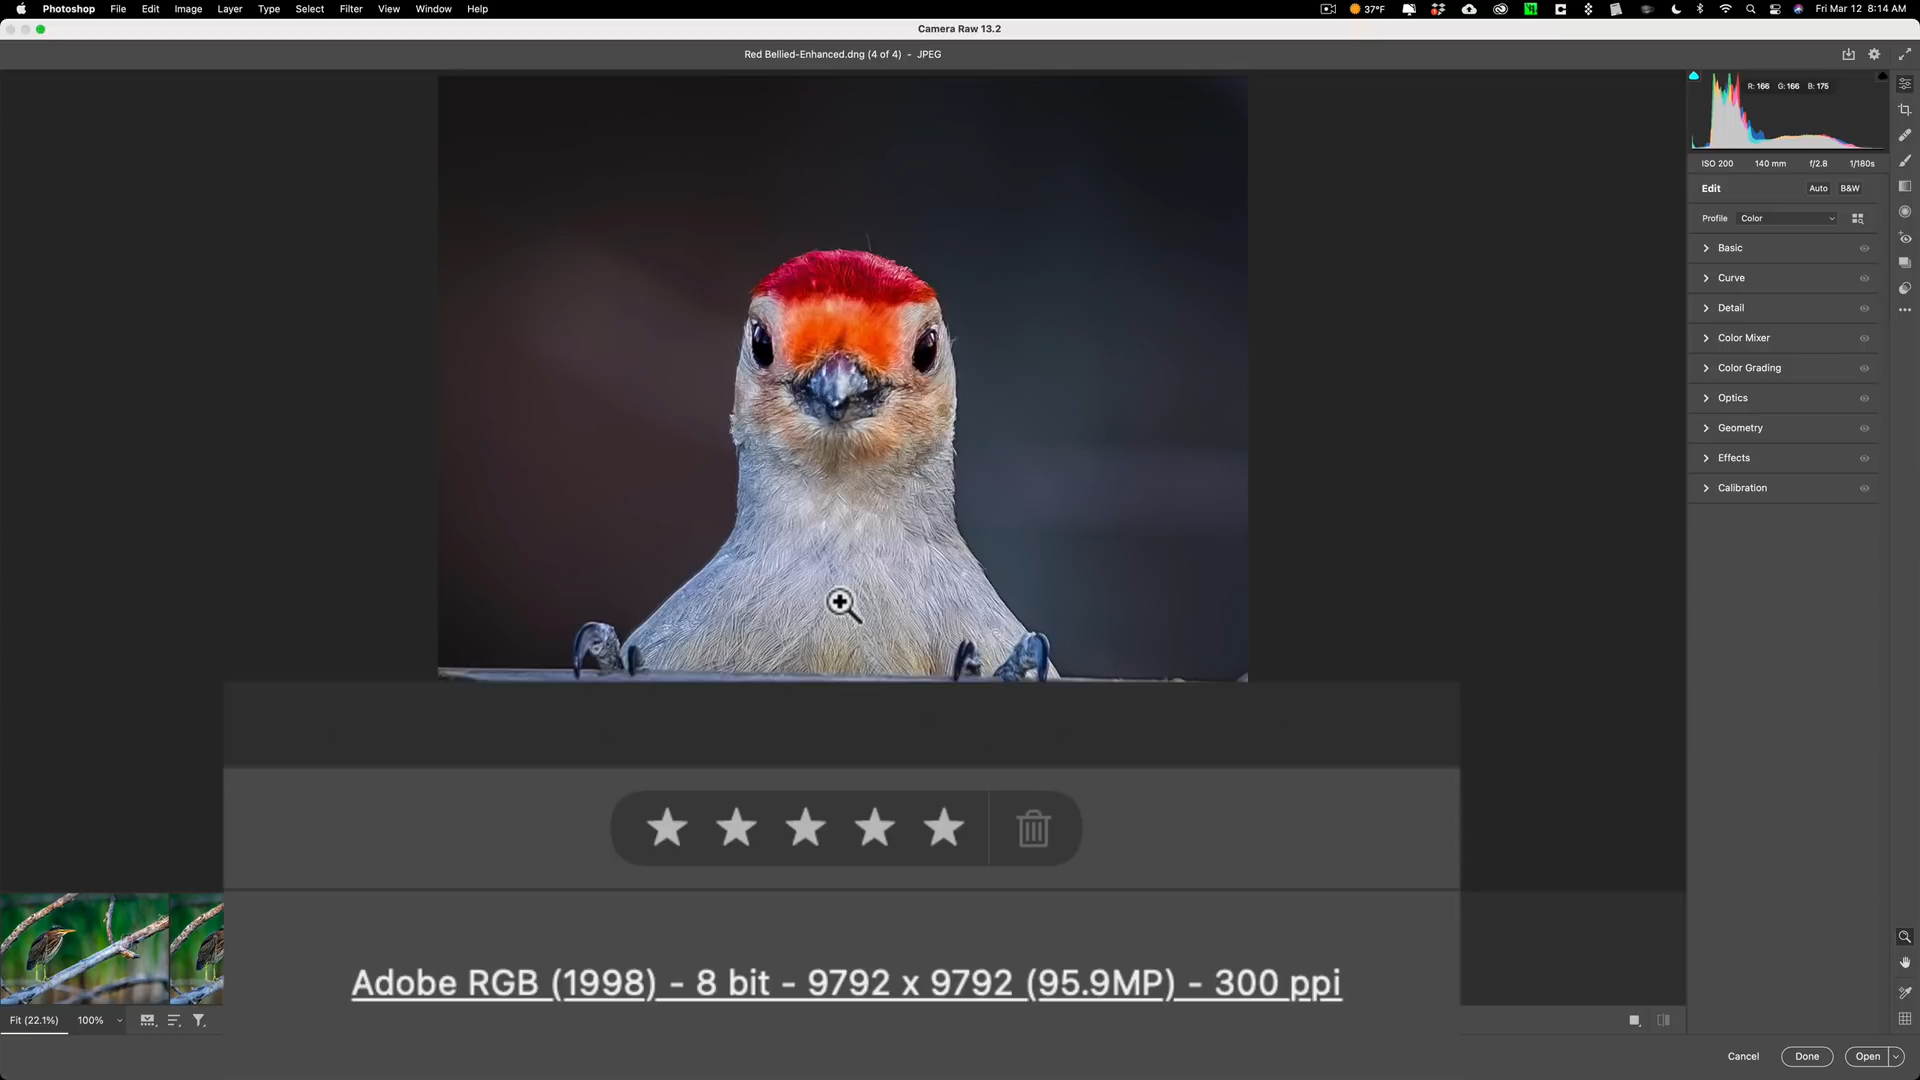 Photoshop File Edit Image Layer Type Select Filter View Window Help
37°F
Fri Mar 12 8:14 AM
Camera Raw 13.2
Red Bellied-Enhanced.dng (4 of 4) - JPEG
R: 166 G: 166 B: 175
ISO 200 140 mm f/2.8 1/180s
Edit Auto B&W
Profile Color
Basic
Curve
Detail
Color Mixer
Color Grading
Optics
Geometry
Effects
Calibration
Adobe RGB (1998) - 8 bit - 9792 x 9792 (95.9MP) - 300 ppi
Fit (22.1%) 100%
Cancel Done Open